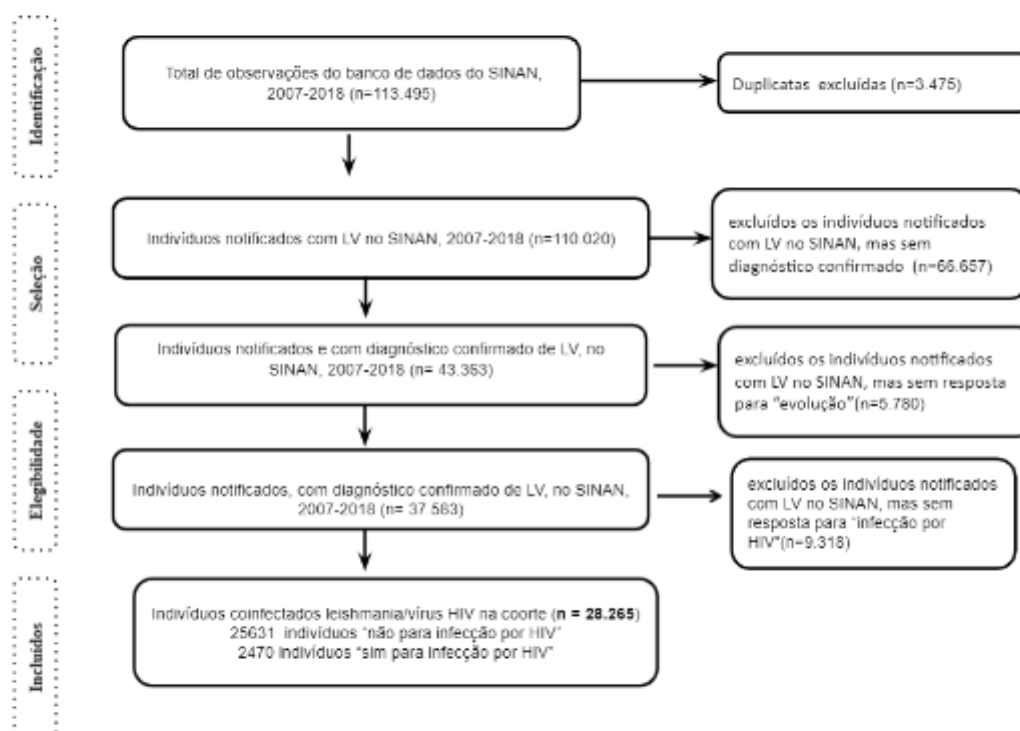 Identificação
Total de observações do banco de dados do SINAN,
2007-2018 (n=113.495)
Duplicatas excluídas (n=3.475)
Seleção
Indivíduos notificados com LV no SINAN, 2007-2018 (n=110.020)
excluídos os indivíduos notificados
com LV no SINAN, mas sem
diagnóstico confirmado (n=66.657)
Indivíduos notificados e com diagnóstico confirmado de LV, no
SINAN, 2007-2018 (n= 43.363)
excluídos os indivíduos notificados
com LV no SINAN, mas sem resposta
para “evolução”(n=5.780)
Elegibilidade
Indivíduos notificados, com diagnóstico confirmado de LV, no SINAN,
2007-2018 (n= 37.583)
excluídos os indivíduos notificados
com LV no SINAN, mas sem
resposta para “infecção por
HIV”(n=9.318)
Incluídos
Indivíduos coinfectados leishmania/vírus HIV na coorte (n = 28.265)
25631 indivíduos “não para infecção por HIV”
2470 indivíduos “sim para infecção por HIV”